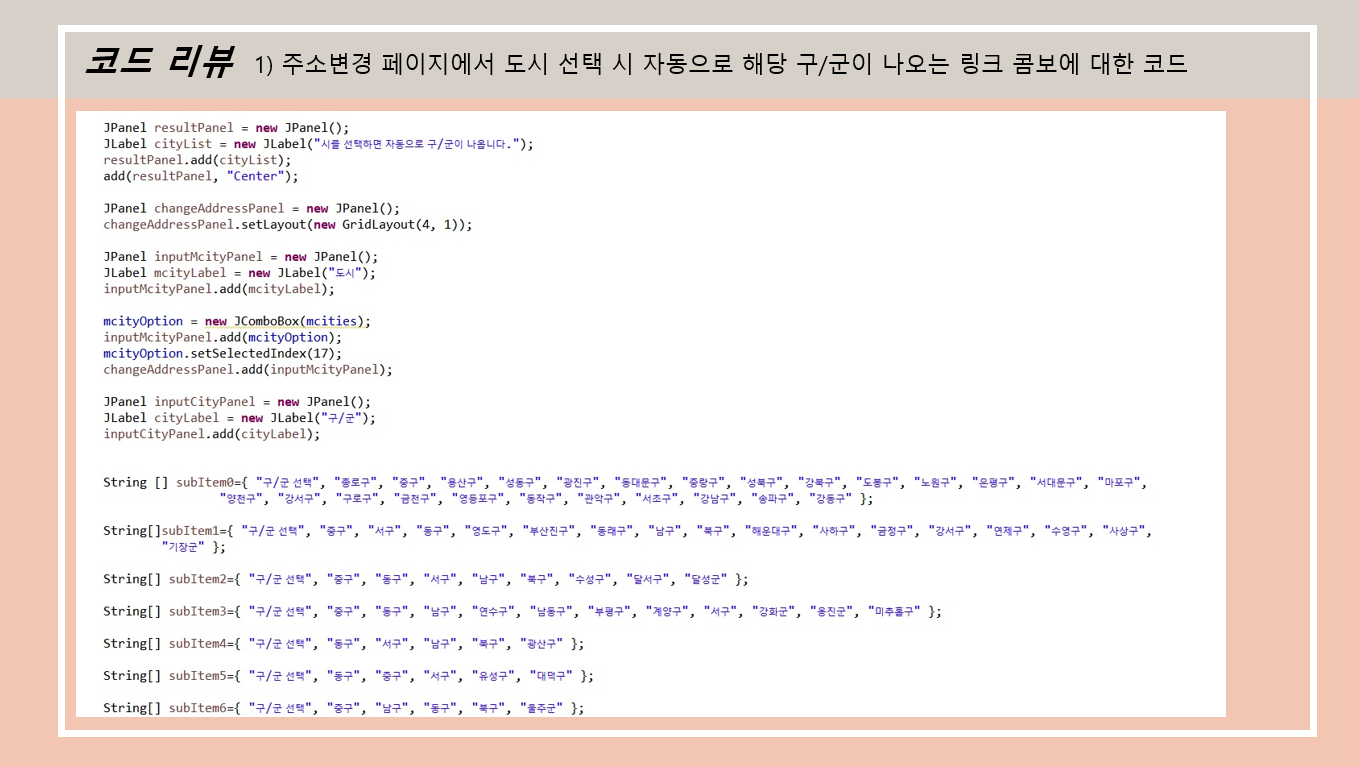 코드 리뷰 1) 주소변경 페이지에서 도시 선택 시 자동으로 해당 구/군이 나오는 링크 콤보에 대한 코드
JPanel resultPanel = new JPanel();
JLabel cityList = new JLabel("시를 선택하면 자동으로 구/군이 나옵니다.");
resultPanel.add(cityList);
add(resultPanel, "Center");
JPanel changeAddressPanel = new JPanel();
changeAddressPanel.setLayout(new GridLayout(4, 1));
JPanel inputMcityPanel = new JPanel();
JLabel mcityLabel = new JLabel("도시");
inputMcityPanel.add(mcityLabel);
mcityOption = new JComboBox(mcities);
inputMcityPanel.add(mcityOption);
mcityOption.setSelectedIndex(17);
changeAddressPanel.add(inputMcityPanel);
JPanel inputCityPanel = new JPanel();
JLabel cityLabel = new JLabel("구/군");
inputCityPanel.add(cityLabel);
String [] subItem0={ "구/군 선택", "종로구", "중구", "용산구", "성동구", "광진구", "동대문구", "중랑구", "성북구", "강북구", "도봉구", "노원구", "은평구", "서대문구", "마포구",
"양천구", "강서구", "구로구", "금천구", "영등포구", "동작구", "관악구", "서초구", "강남구", "송파구", "강동구" };
String[]subItem1={ "구/군 선택", "중구", "서구", "동구", "영도구", "부산진구", "동래구", "남구", "북구", "해운대구", "사하구", "금정구", "강서구", "연제구", "수영구", "사상구",
"기장군" };
String[] subItem2={ "구/군 선택", "중구", "동구", "서구", "남구", "북구", "수성구", "달서구", "달성군" };
String[] subItem3={ "구/군 선택", "중구", "동구", "남구", "연수구", "남동구", "부평구", "계양구", "서구", "강화군", "옹진군", "미추홀구" };
String[] subItem4={ "구/군 선택", "동구", "서구", "남구", "북구", "광산구" };
String[] subItem5={ "구/군 선택", "동구", "중구", "서구", "유성구", "대덕구" };
String[] subItem6={ "구/군 선택", "중구", "남구", "동구", "북구", "울주군" };